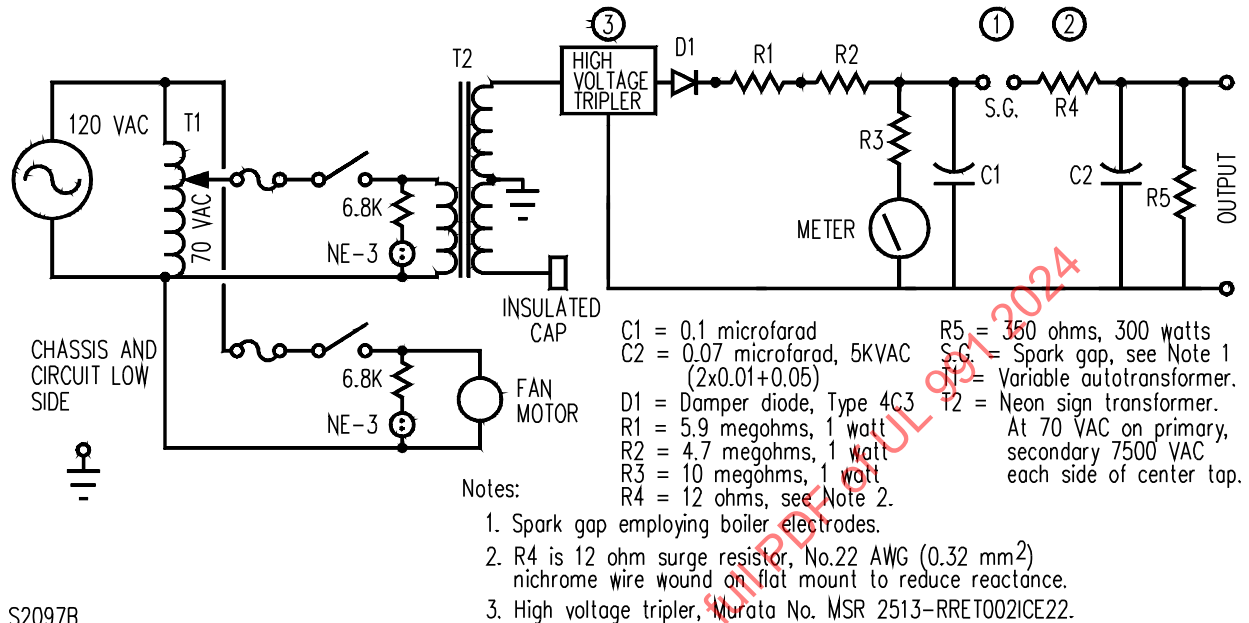 3
1
2
D1
T2
HIGH
VOLTAGE
TRIPLER
R1
R2
120 VAC
T1
S.G.
R4
R3
C1
C2
R5
OUTPUT
70 VAC
6.8K
NE-3
METER
INSULATED
CAP
CHASSIS AND
CIRCUIT LOW
SIDE
6.8K
NE-3
FAN
MOTOR
C1 = 0.1 microfarad
C2 = 0.07 microfarad, 5KVAC
(2x0.01+0.05)
D1 = Damper diode, Type 4C3
R1 = 5.9 megohms, 1 watt
R2 = 4.7 megohms, 1 watt
R3 = 10 megohms, 1 watt
R4 = 12 ohms, see Note 2.
R5 = 350 ohms, 300 watts
S.G. = Spark gap, see Note 1
T1 = Variable autotransformer.
T2 = Neon sign transformer.
At 70 VAC on primary,
secondary 7500 VAC
each side of center tap.
Notes:
1. Spark gap employing boiler electrodes.
2. R4 is 12 ohm surge resistor, No.22 AWG (0.32 mm2)
nichrome wire wound on flat mount to reduce reactance.
3. High voltage tripler, Murata No. MSR 2513-RRET002ICE22.
S2097B
full PDF of UL 991 2024